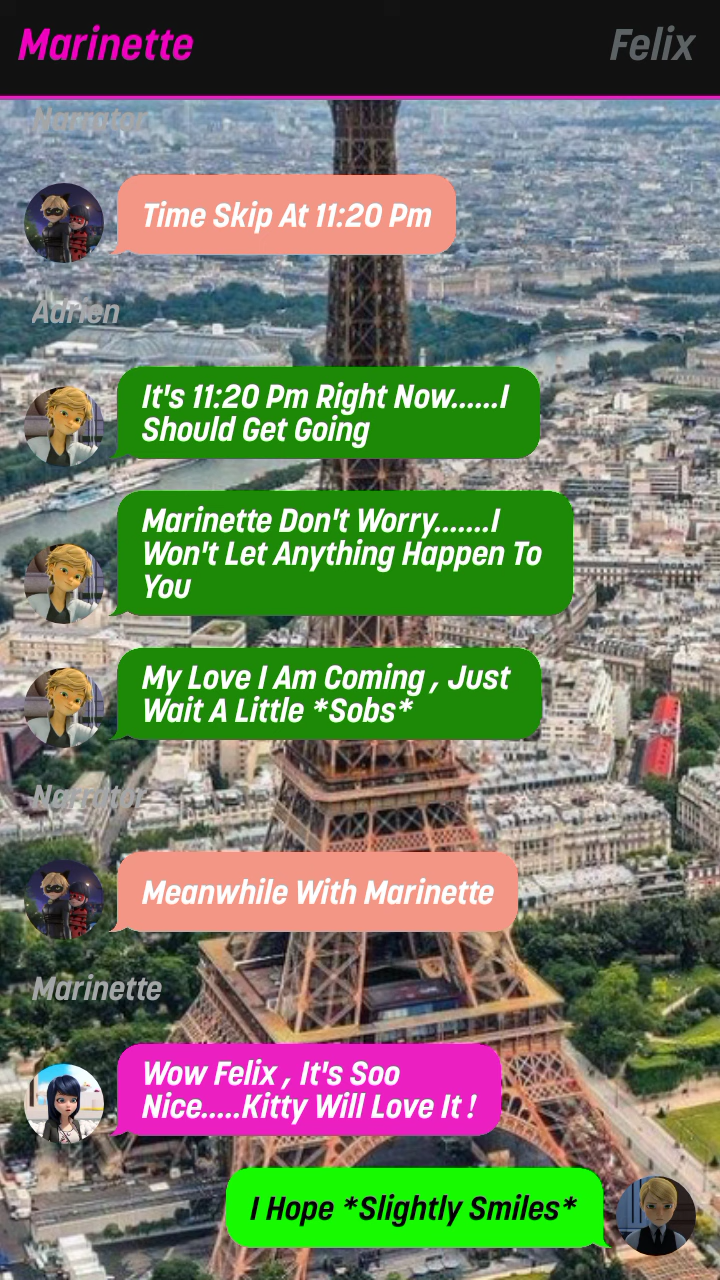 Marinette
Felix
Narrator
Time Skip At 11:20 Pm
Adrien
It's 11:20 Pm Right Now......I
Should Get Going
Marinette Don't Worry.......I
Won't Let Anything Happen To
You
My Love I Am Coming , Just
Wait A Little *Sobs*
Narrator
Meanwhile With Marinette
Marinette
Wow Felix , It's Soo
Nice.....Kitty Will Love It !
I Hope *Slightly Smiles*